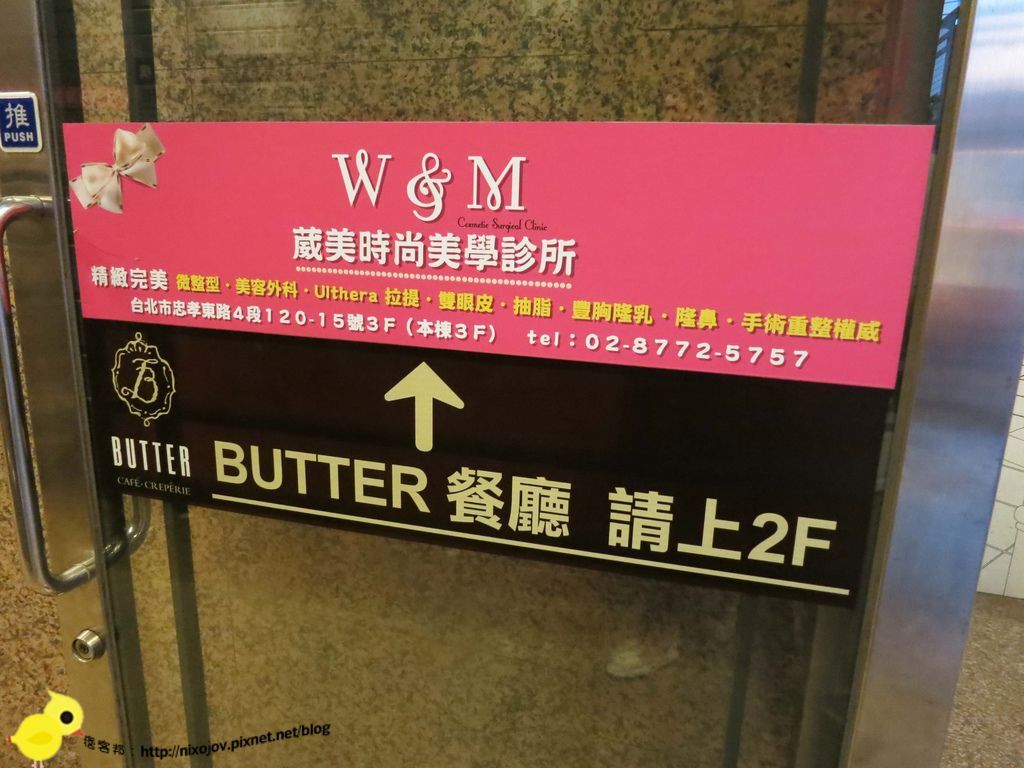 推
PUSH
W & M
Cosmetic Surgical Clinic
葳美時尚美學診所
精緻完美 微整型·美容外科·Ulthera 拉提·雙眼皮·抽脂·豐胸隆乳·隆鼻·手術重整權威
台北市忠孝東路4段120-15號3F(本棟3F) tel:02-8772-5757
B
BUTTER
CAFÉ·CRÊPERIE
BUTTER 餐廳 請上2F
痞客邦:http://nixojov.pixnet.net/blog